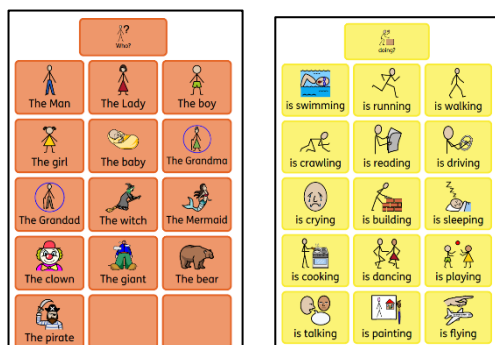 Who?
The Man The Lady The boy
The girl The baby The Grandma
The Grandad The witch The Mermaid
The clown The giant The bear
The pirate
doing?
is swimming is running is walking
is crawling is reading is driving
is crying is building is sleeping
is cooking is dancing is playing
is talking is painting is flying